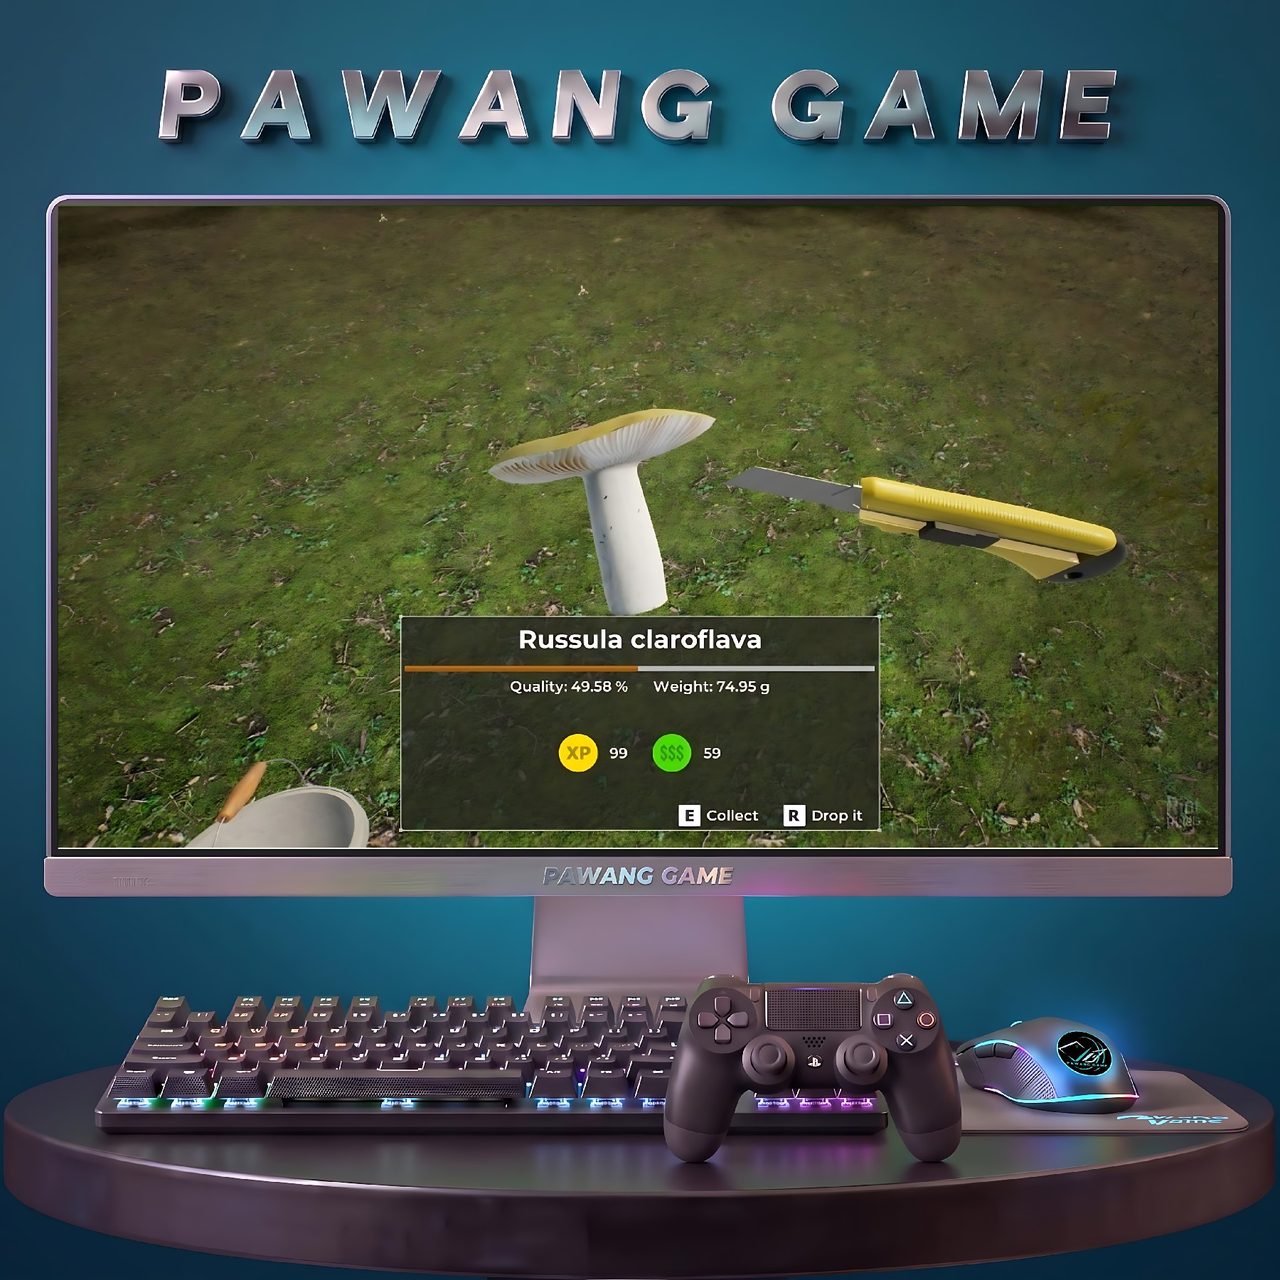 PAWANG GAME
Russula claroflava
Quality: 49.58 % Weight: 74.95 g
XP 99 $$$ 59
E Collect R Drop it
PAWANG GAME